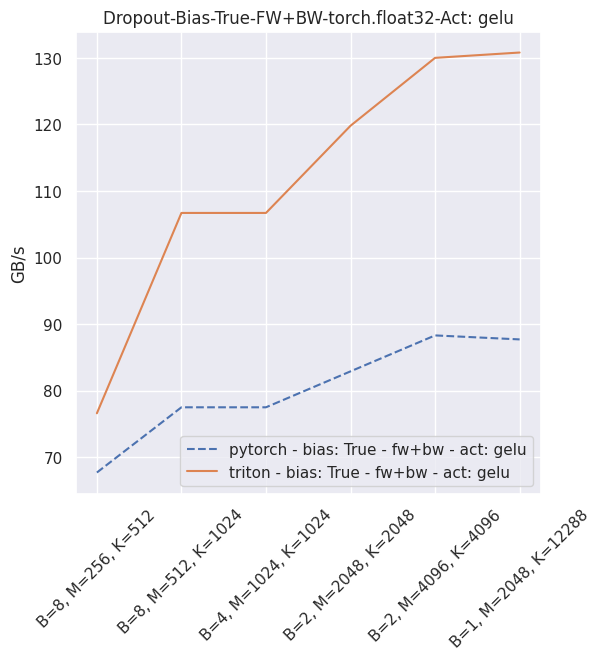 Dropout-Bias-True-FW+BW-torch.float32-Act: gelu
130
120
110
100
90
80
70
GB/s
pytorch - bias: True - fw+bw - act: gelu
triton - bias: True - fw+bw - act: gelu
B=8, M=256, K=512
B=8, M=512, K=1024
B=4, M=1024, K=1024
B=2, M=2048, K=2048
B=2, M=4096, K=4096
B=1, M=2048, K=12288